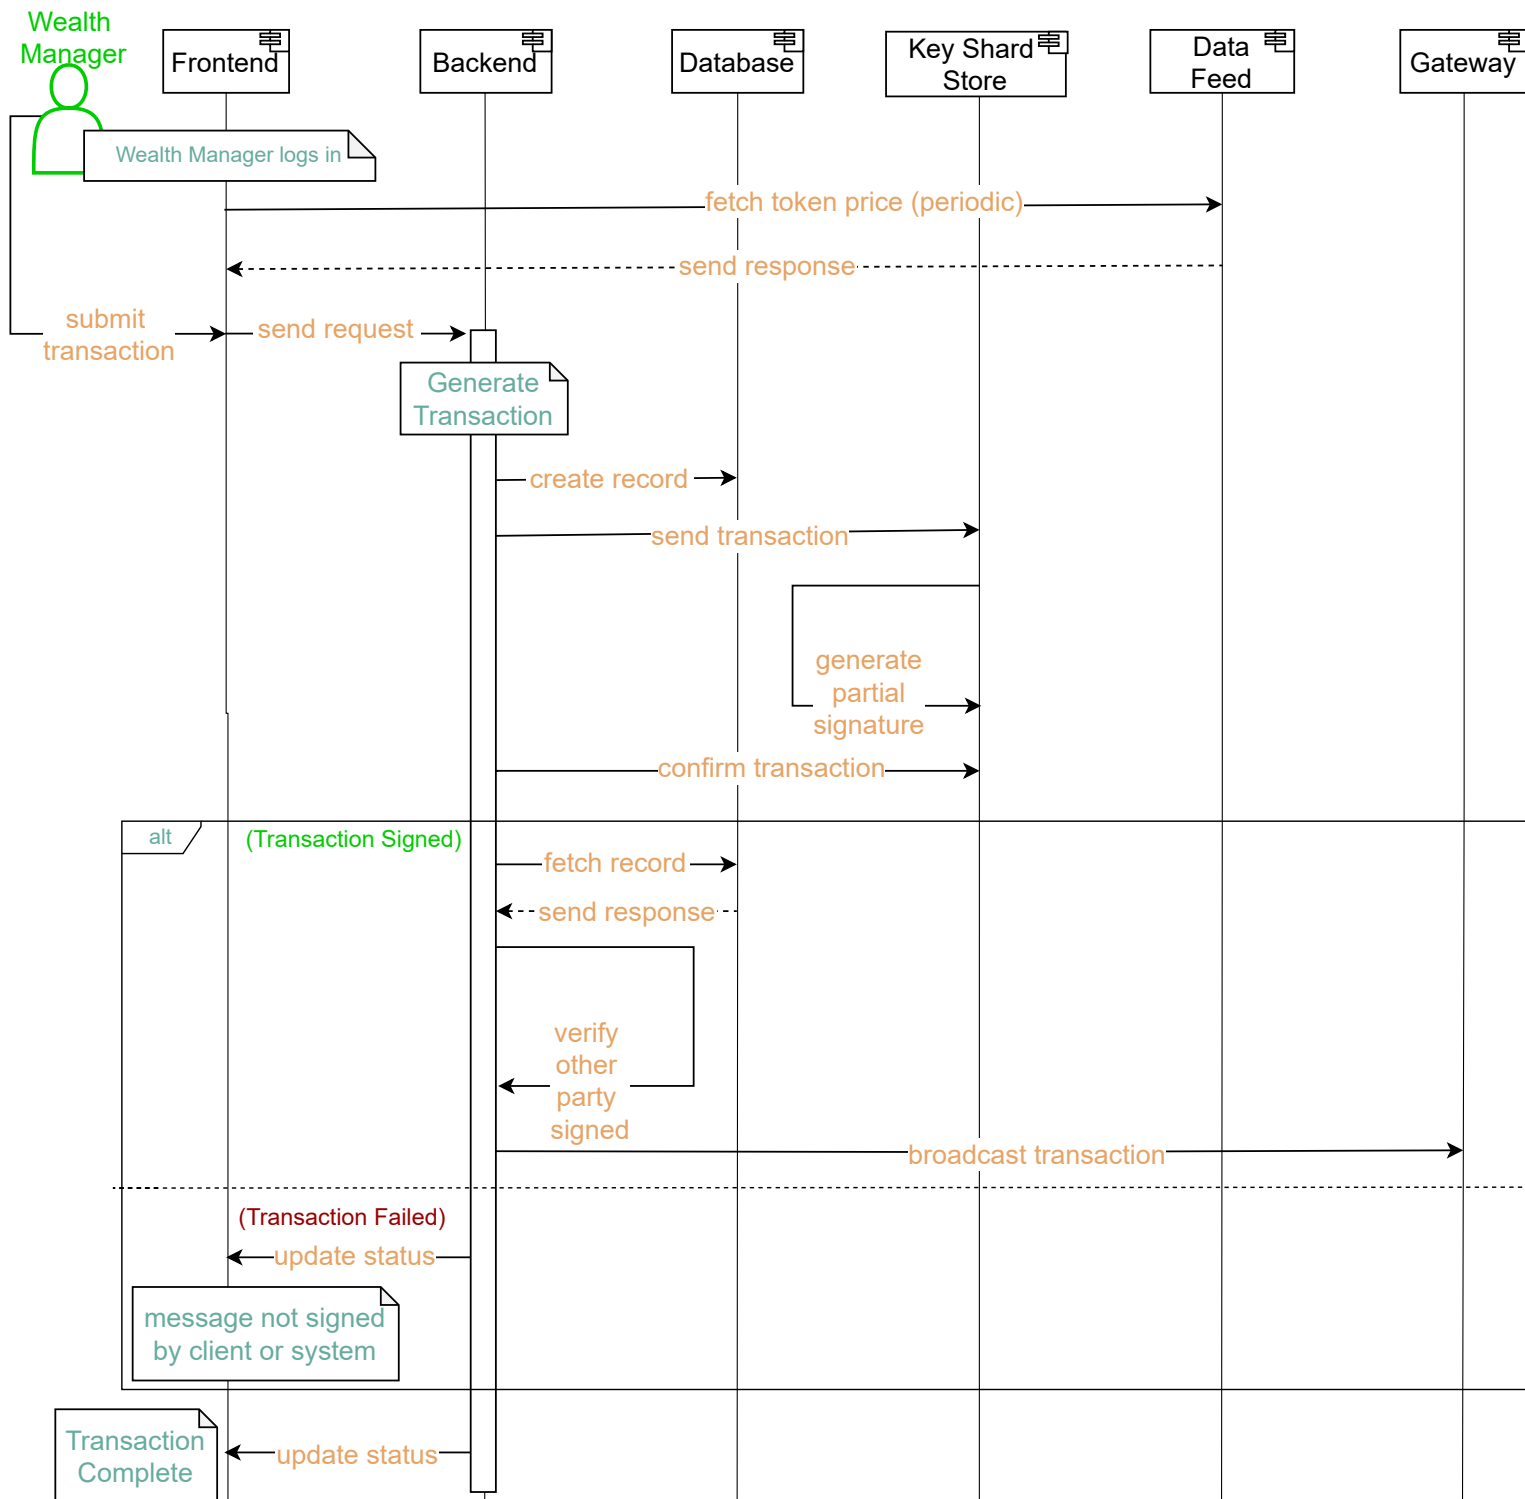 Wealth
Manager
Frontend
Backend
Database
Key Shard
Store
Data
Feed
Gateway
Wealth Manager logs in
fetch token price (periodic)
send response
submit
transaction
send request
Generate
Transaction
create record
send transaction
generate
partial
signature
confirm transaction
alt
(Transaction Signed)
fetch record
send response
verify
other
party
signed
broadcast transaction
(Transaction Failed)
update status
message not signed
by client or system
Transaction
Complete
update status